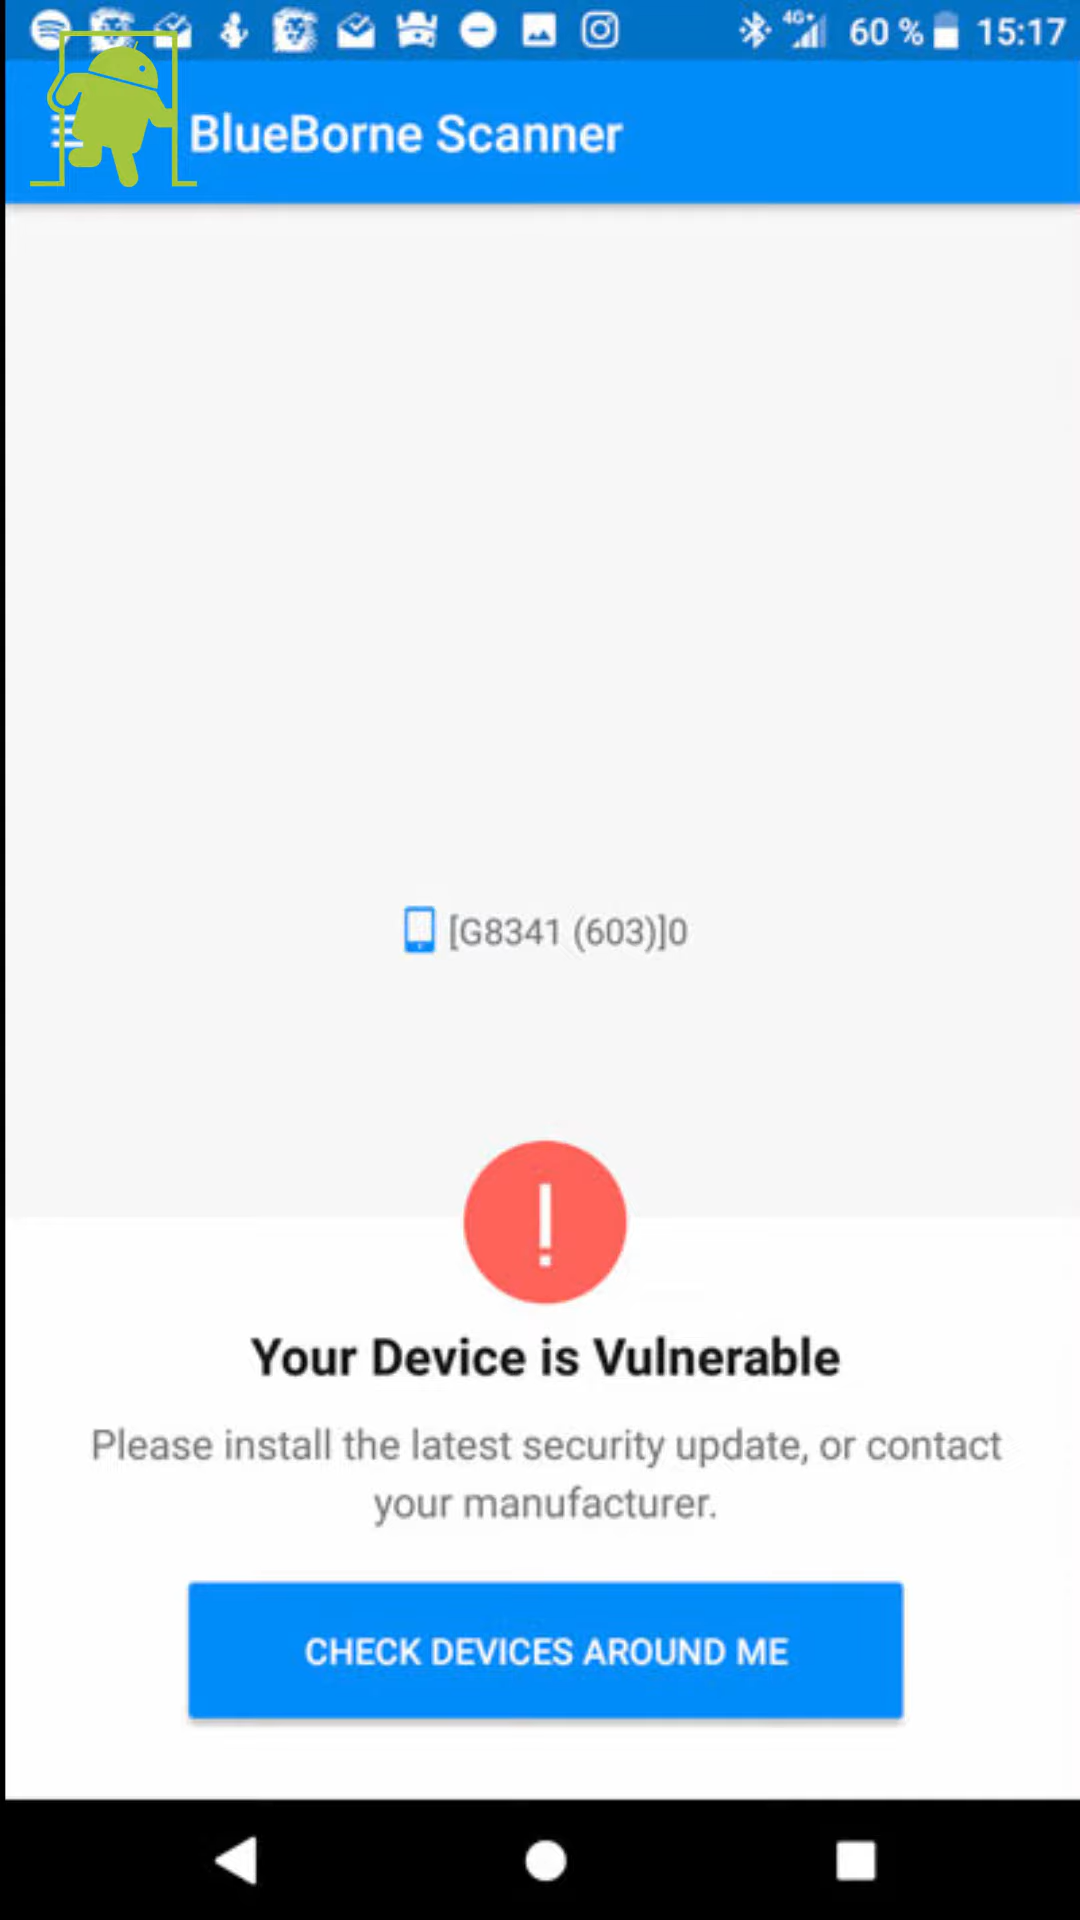 4G+ 60 % 15:17
BlueBorne Scanner
[G8341 (603)]0
!
Your Device is Vulnerable
Please install the latest security update, or contact
your manufacturer.
CHECK DEVICES AROUND ME